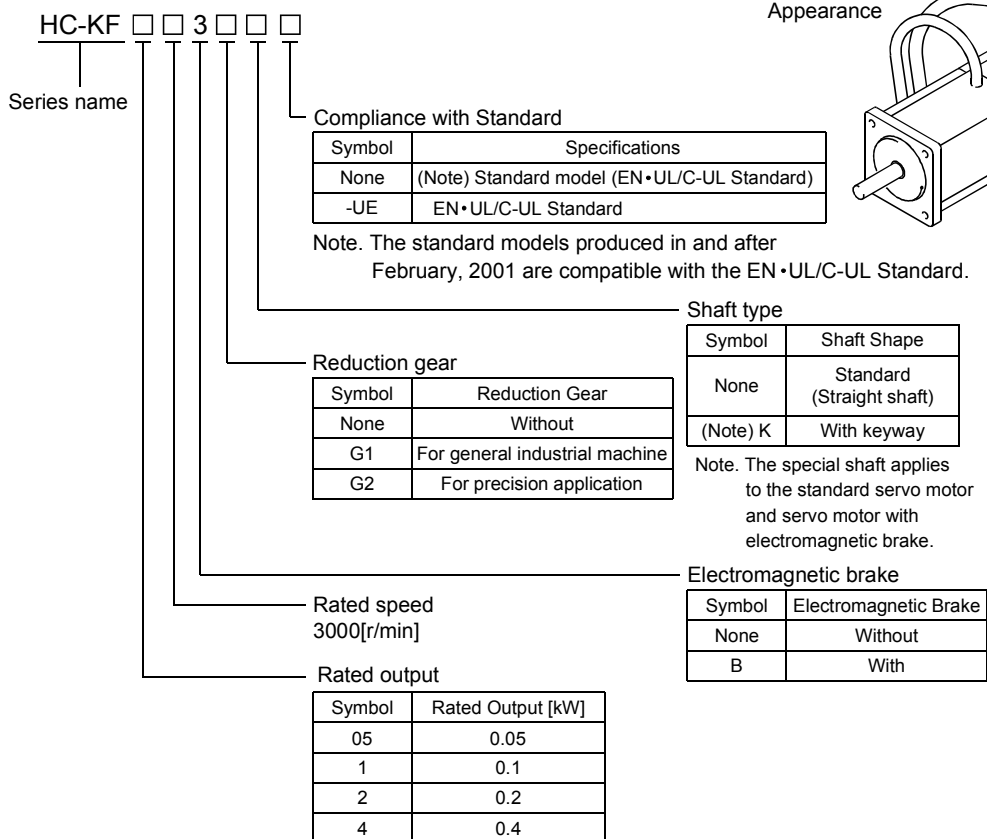 Appearance
HC-KF □ □ 3 □ □ □
Series name
Compliance with Standard
Symbol Specifications
None (Note) Standard model (EN•UL/C-UL Standard)
-UE EN•UL/C-UL Standard
Note. The standard models produced in and after
February, 2001 are compatible with the EN•UL/C-UL Standard.
Shaft type
Symbol Shaft Shape
None Standard
(Straight shaft)
(Note) K With keyway
Note. The special shaft applies
to the standard servo motor
and servo motor with
electromagnetic brake.
Reduction gear
Symbol Reduction Gear
None Without
G1 For general industrial machine
G2 For precision application
Electromagnetic brake
Symbol Electromagnetic Brake
None Without
B With
Rated speed
3000[r/min]
Rated output
Symbol Rated Output [kW]
05 0.05
1 0.1
2 0.2
4 0.4